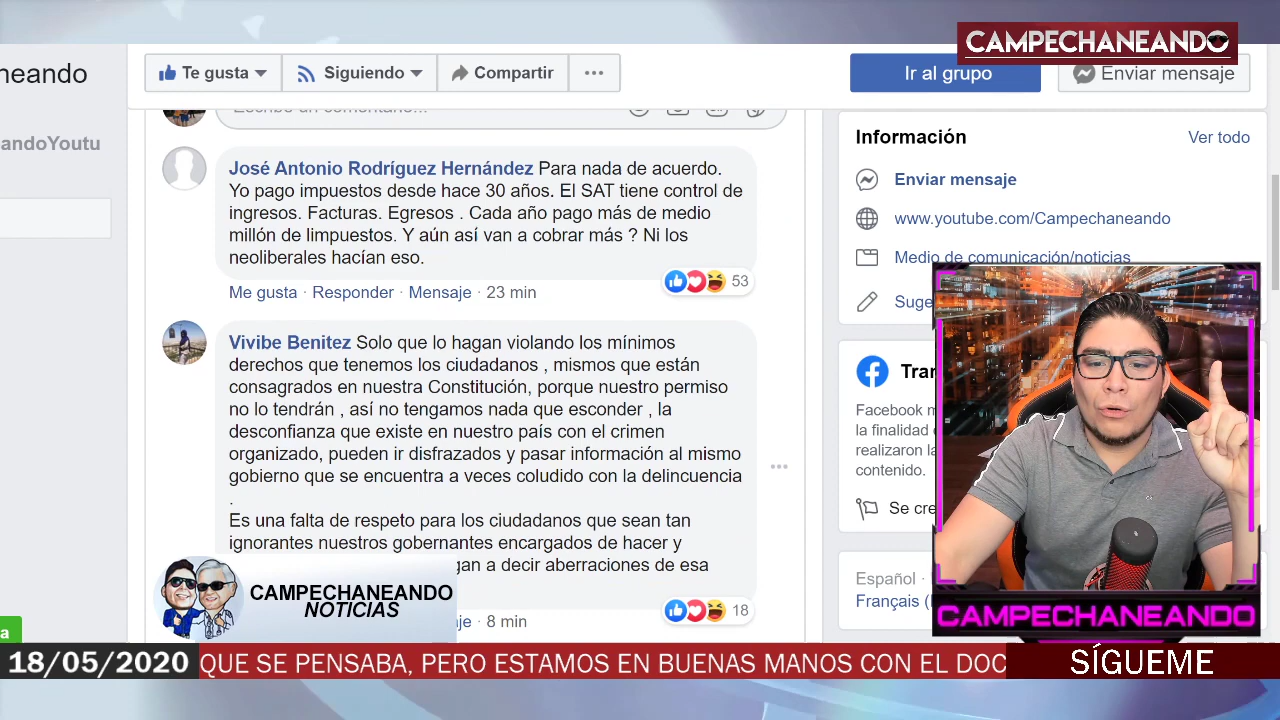 CAMPECHANEANDO
neando
Te gusta
Siguiendo
Compartir
Ir al grupo
Enviar mensaje
andoYoutu
Escribe un comentario...
José Antonio Rodríguez Hernández Para nada de acuerdo.
Yo pago impuestos desde hace 30 años. El SAT tiene control de
ingresos. Facturas. Egresos . Cada año pago más de medio
millón de limpuestos. Y aún así van a cobrar más ? Ni los
neoliberales hacían eso.
53
Me gusta · Responder · Mensaje · 23 min
Vivibe Benitez Solo que lo hagan violando los mínimos
derechos que tenemos los ciudadanos , mismos que están
consagrados en nuestra Constitución, porque nuestro permiso
no lo tendrán , así no tengamos nada que esconder , la
desconfianza que existe en nuestro país con el crimen
organizado, pueden ir disfrazados y pasar información al mismo
gobierno que se encuentra a veces coludido con la delincuencia
.
Es una falta de respeto para los ciudadanos que sean tan
ignorantes nuestros gobernantes encargados de hacer y
gan a decir aberraciones de esa
18
je · 8 min
Información
Ver todo
Enviar mensaje
www.youtube.com/Campechaneando
Medio de comunicación/noticias
Suge
Tran
Facebook m
la finalidad
realizaron la
contenido.
Se cre
Español ·
Français (
CAMPECHANEANDO
CAMPECHANEANDO
NOTICIAS
a
18/05/2020
QUE SE PENSABA, PERO ESTAMOS EN BUENAS MANOS CON EL DOC
SÍGUEME